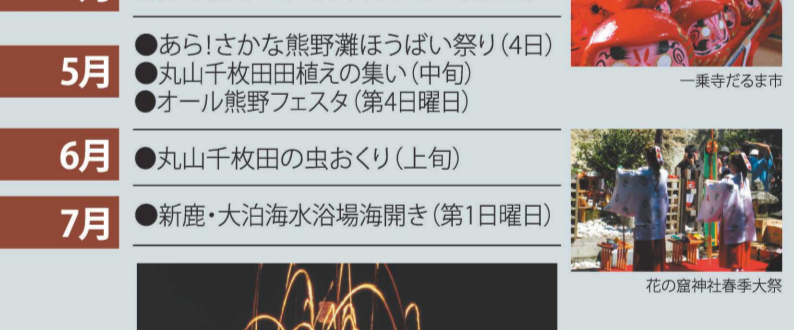 5月
●あら!さかな熊野灘ほうばい祭り(4日)
●丸山千枚田田植えの集い(中旬)
●オール熊野フェスタ(第4日曜日)
6月
●丸山千枚田の虫おくり(上旬)
7月
●新鹿・大泊海水浴場海開き(第1日曜日)
一乗寺だるま市
花の窟神社春季大祭